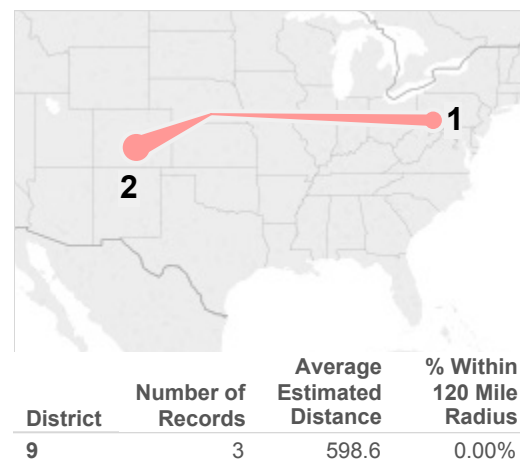 1
2
Average % Within
Number of Estimated 120 Mile
District Records Distance Radius
9 3 598.6 0.00%